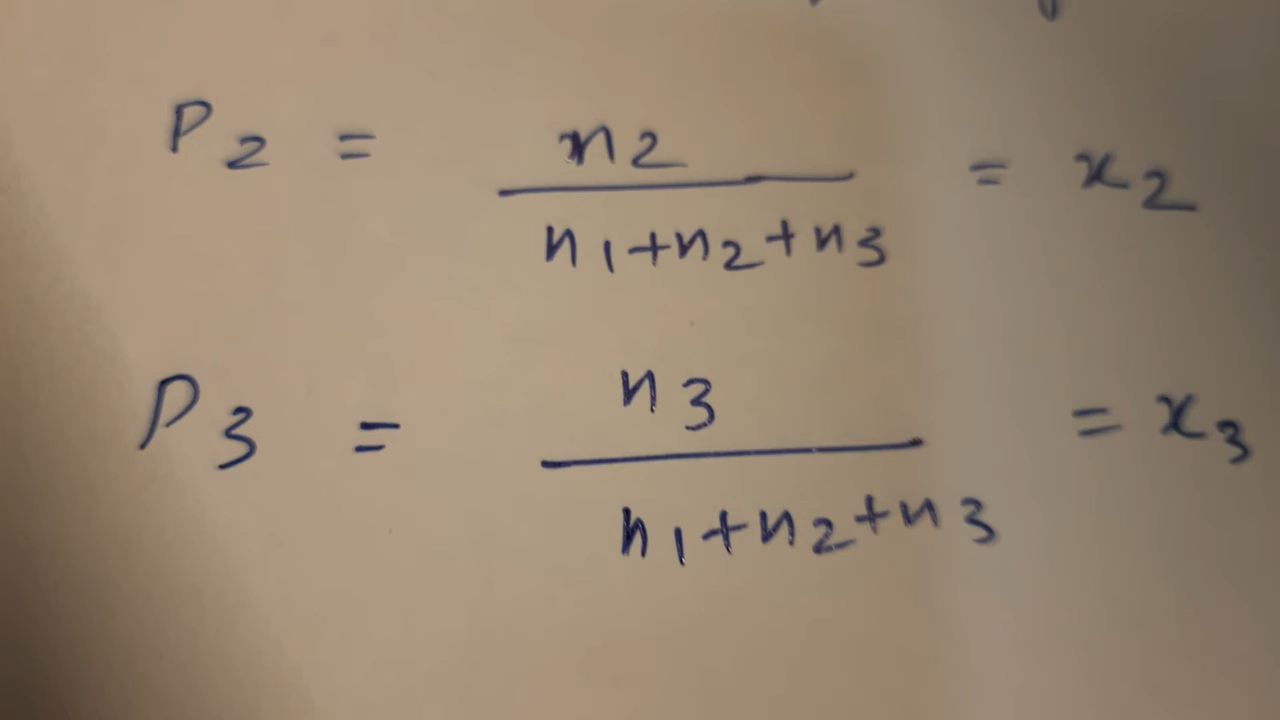 P2 = n2 / n1+n2+n3 = x2
P3 = n3 / n1+n2+n3 = x3